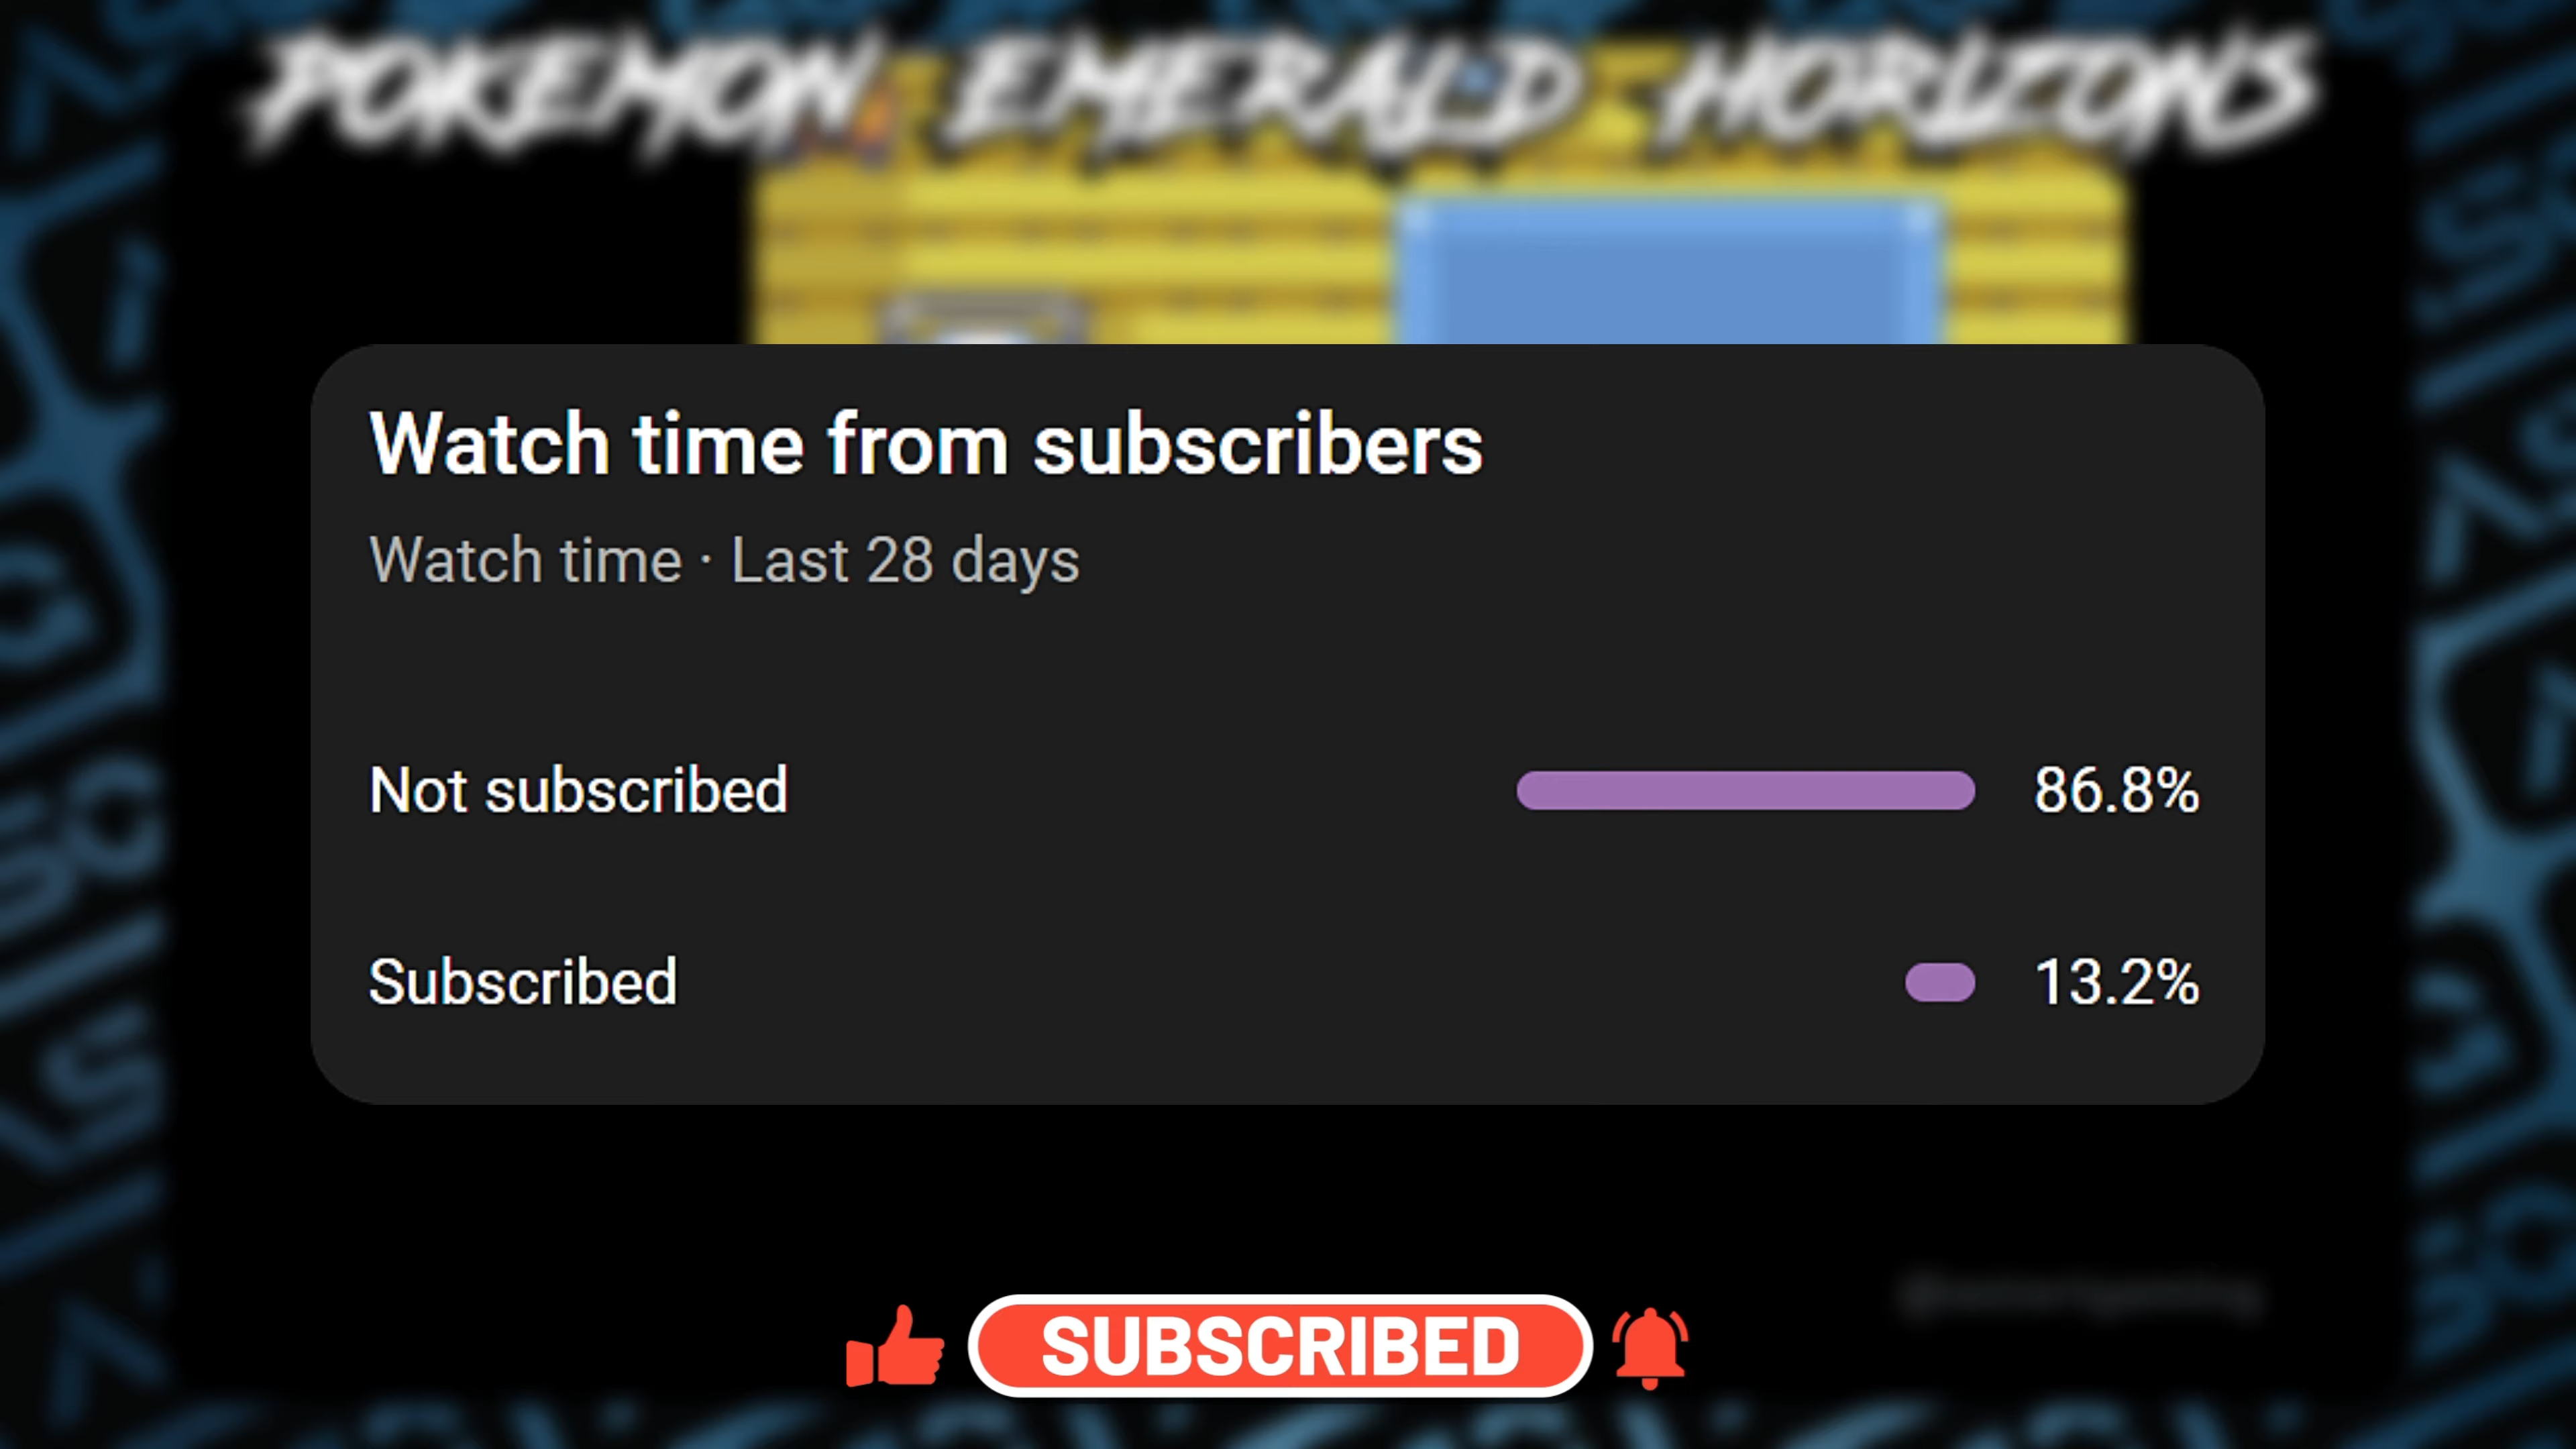 POKEMON EMERALD HORIZONS
Watch time from subscribers
Watch time · Last 28 days
Not subscribed 86.8%
Subscribed 13.2%
SUBSCRIBED